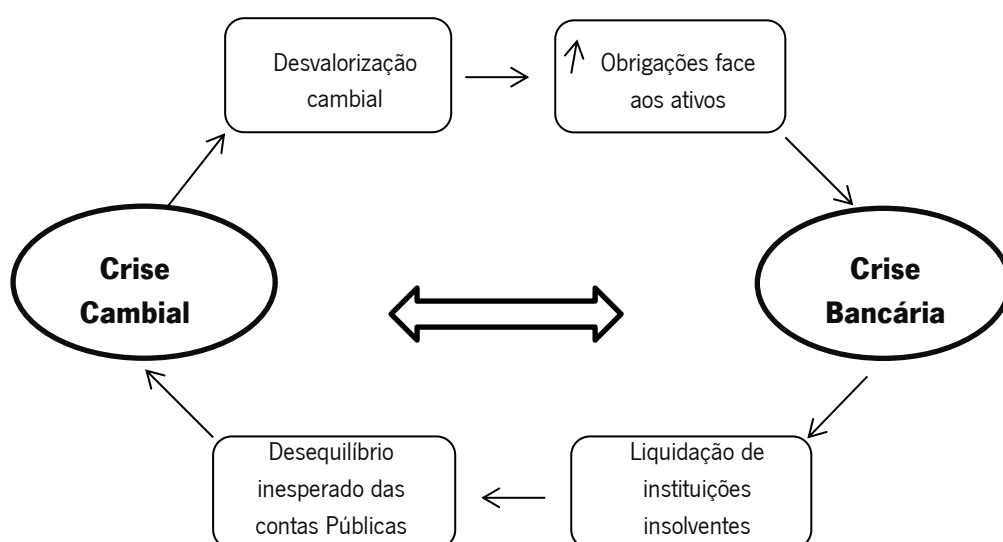 Desvalorização
cambial
Obrigações face
aos ativos
Crise
Cambial
Crise
Bancária
Desequilíbrio
inesperado das
contas Públicas
Liquidação de
instituições
insolventes